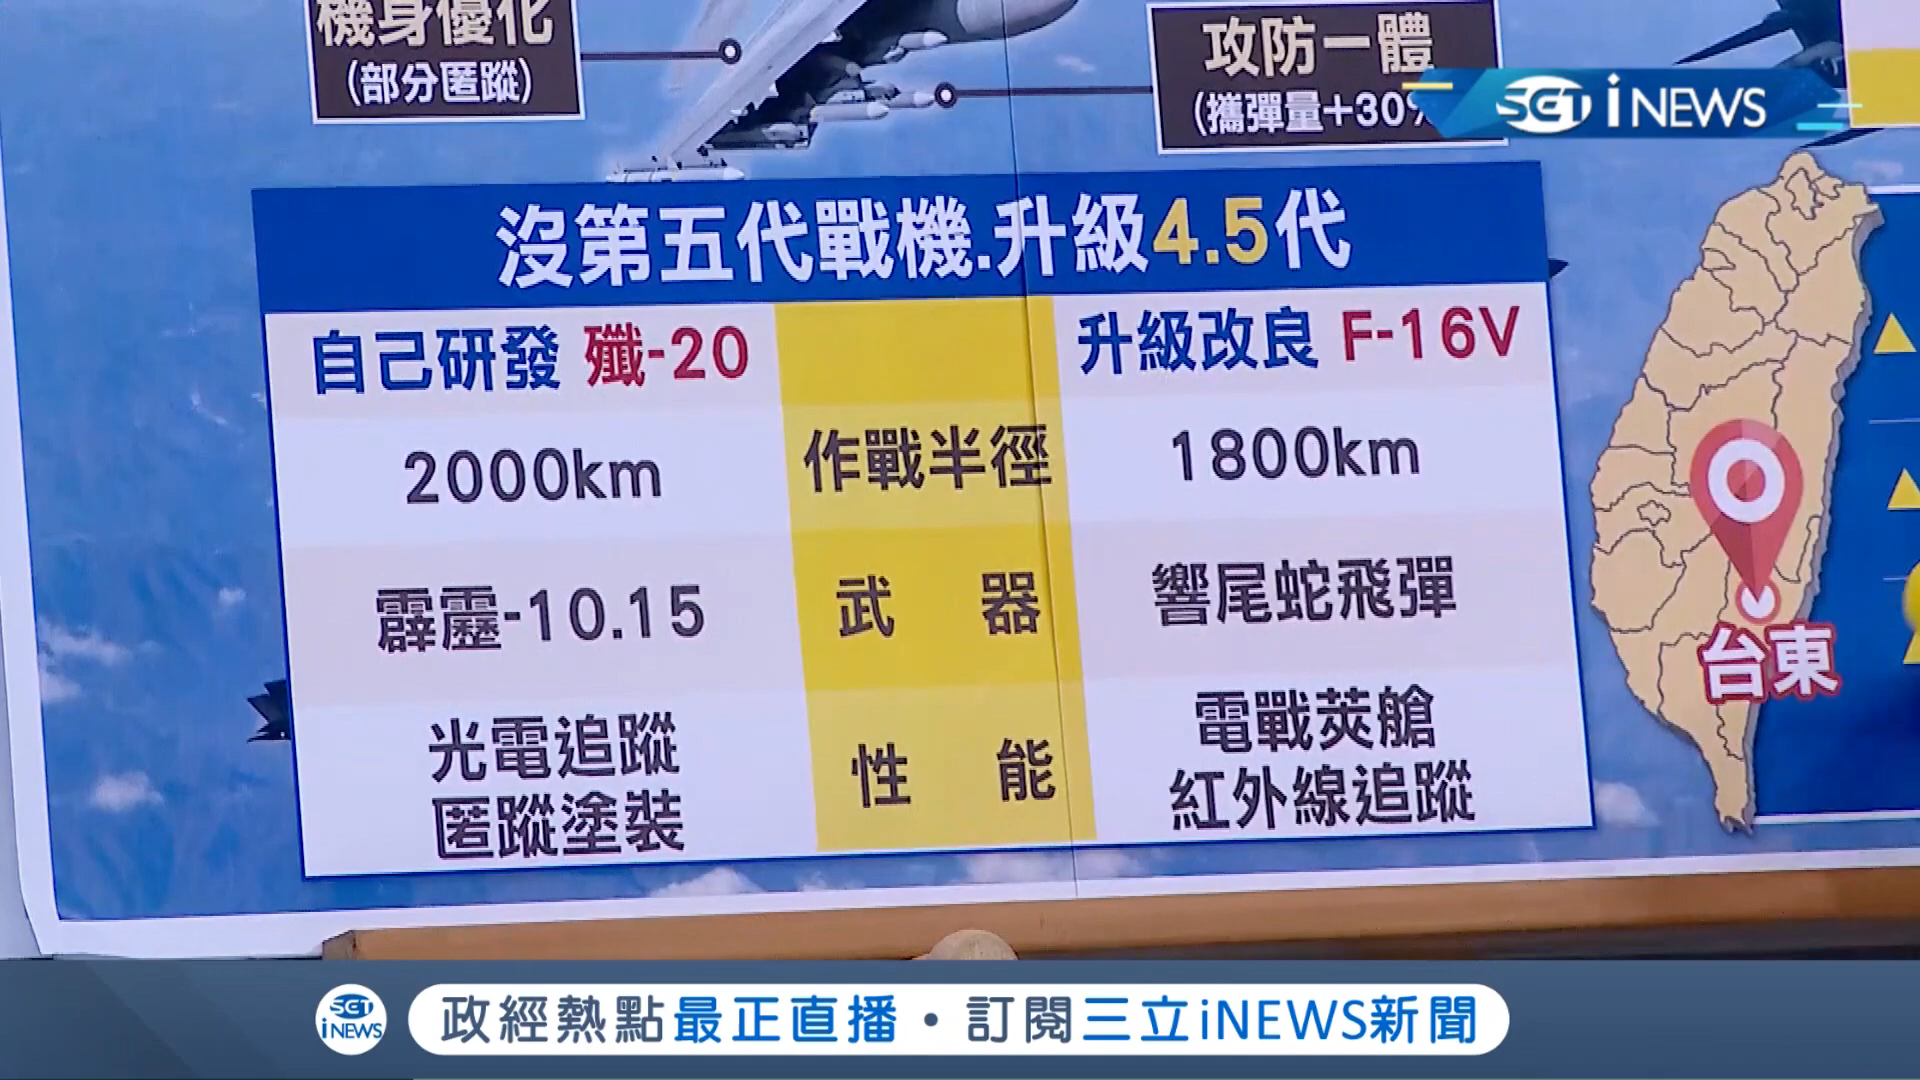 機身優化
(部分匿蹤)
攻防一體
(攜彈量+30%
SET iNEWS
沒第五代戰機.升級4.5代
自己研發 殲-20
升級改良 F-16V
2000km
作戰半徑
1800km
霹靂-10.15
武 器
響尾蛇飛彈
光電追蹤
匿蹤塗裝
性 能
電戰莢艙
紅外線追蹤
台東
SET iNEWS
政經熱點最正直播・訂閱三立iNEWS新聞